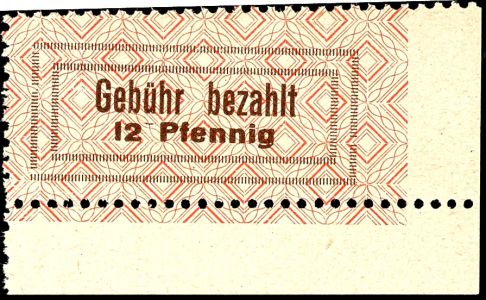 Gebühr bezahlt
12 Pfennig